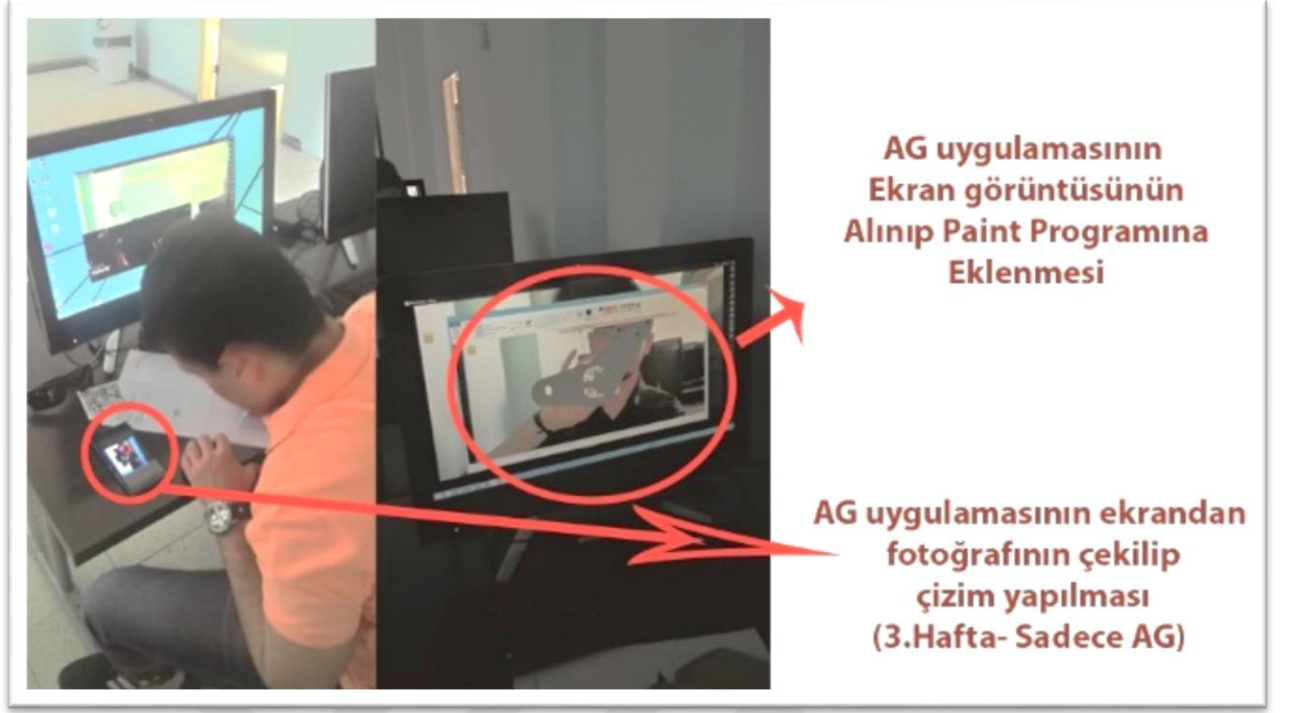 AG uygulamasının
Ekran görüntüsünün
Alınıp Paint Programına
Eklenmesi
AG uygulamasının ekrandan
fotoğrafının çekilip
çizim yapılması
(3.Hafta- Sadece AG)